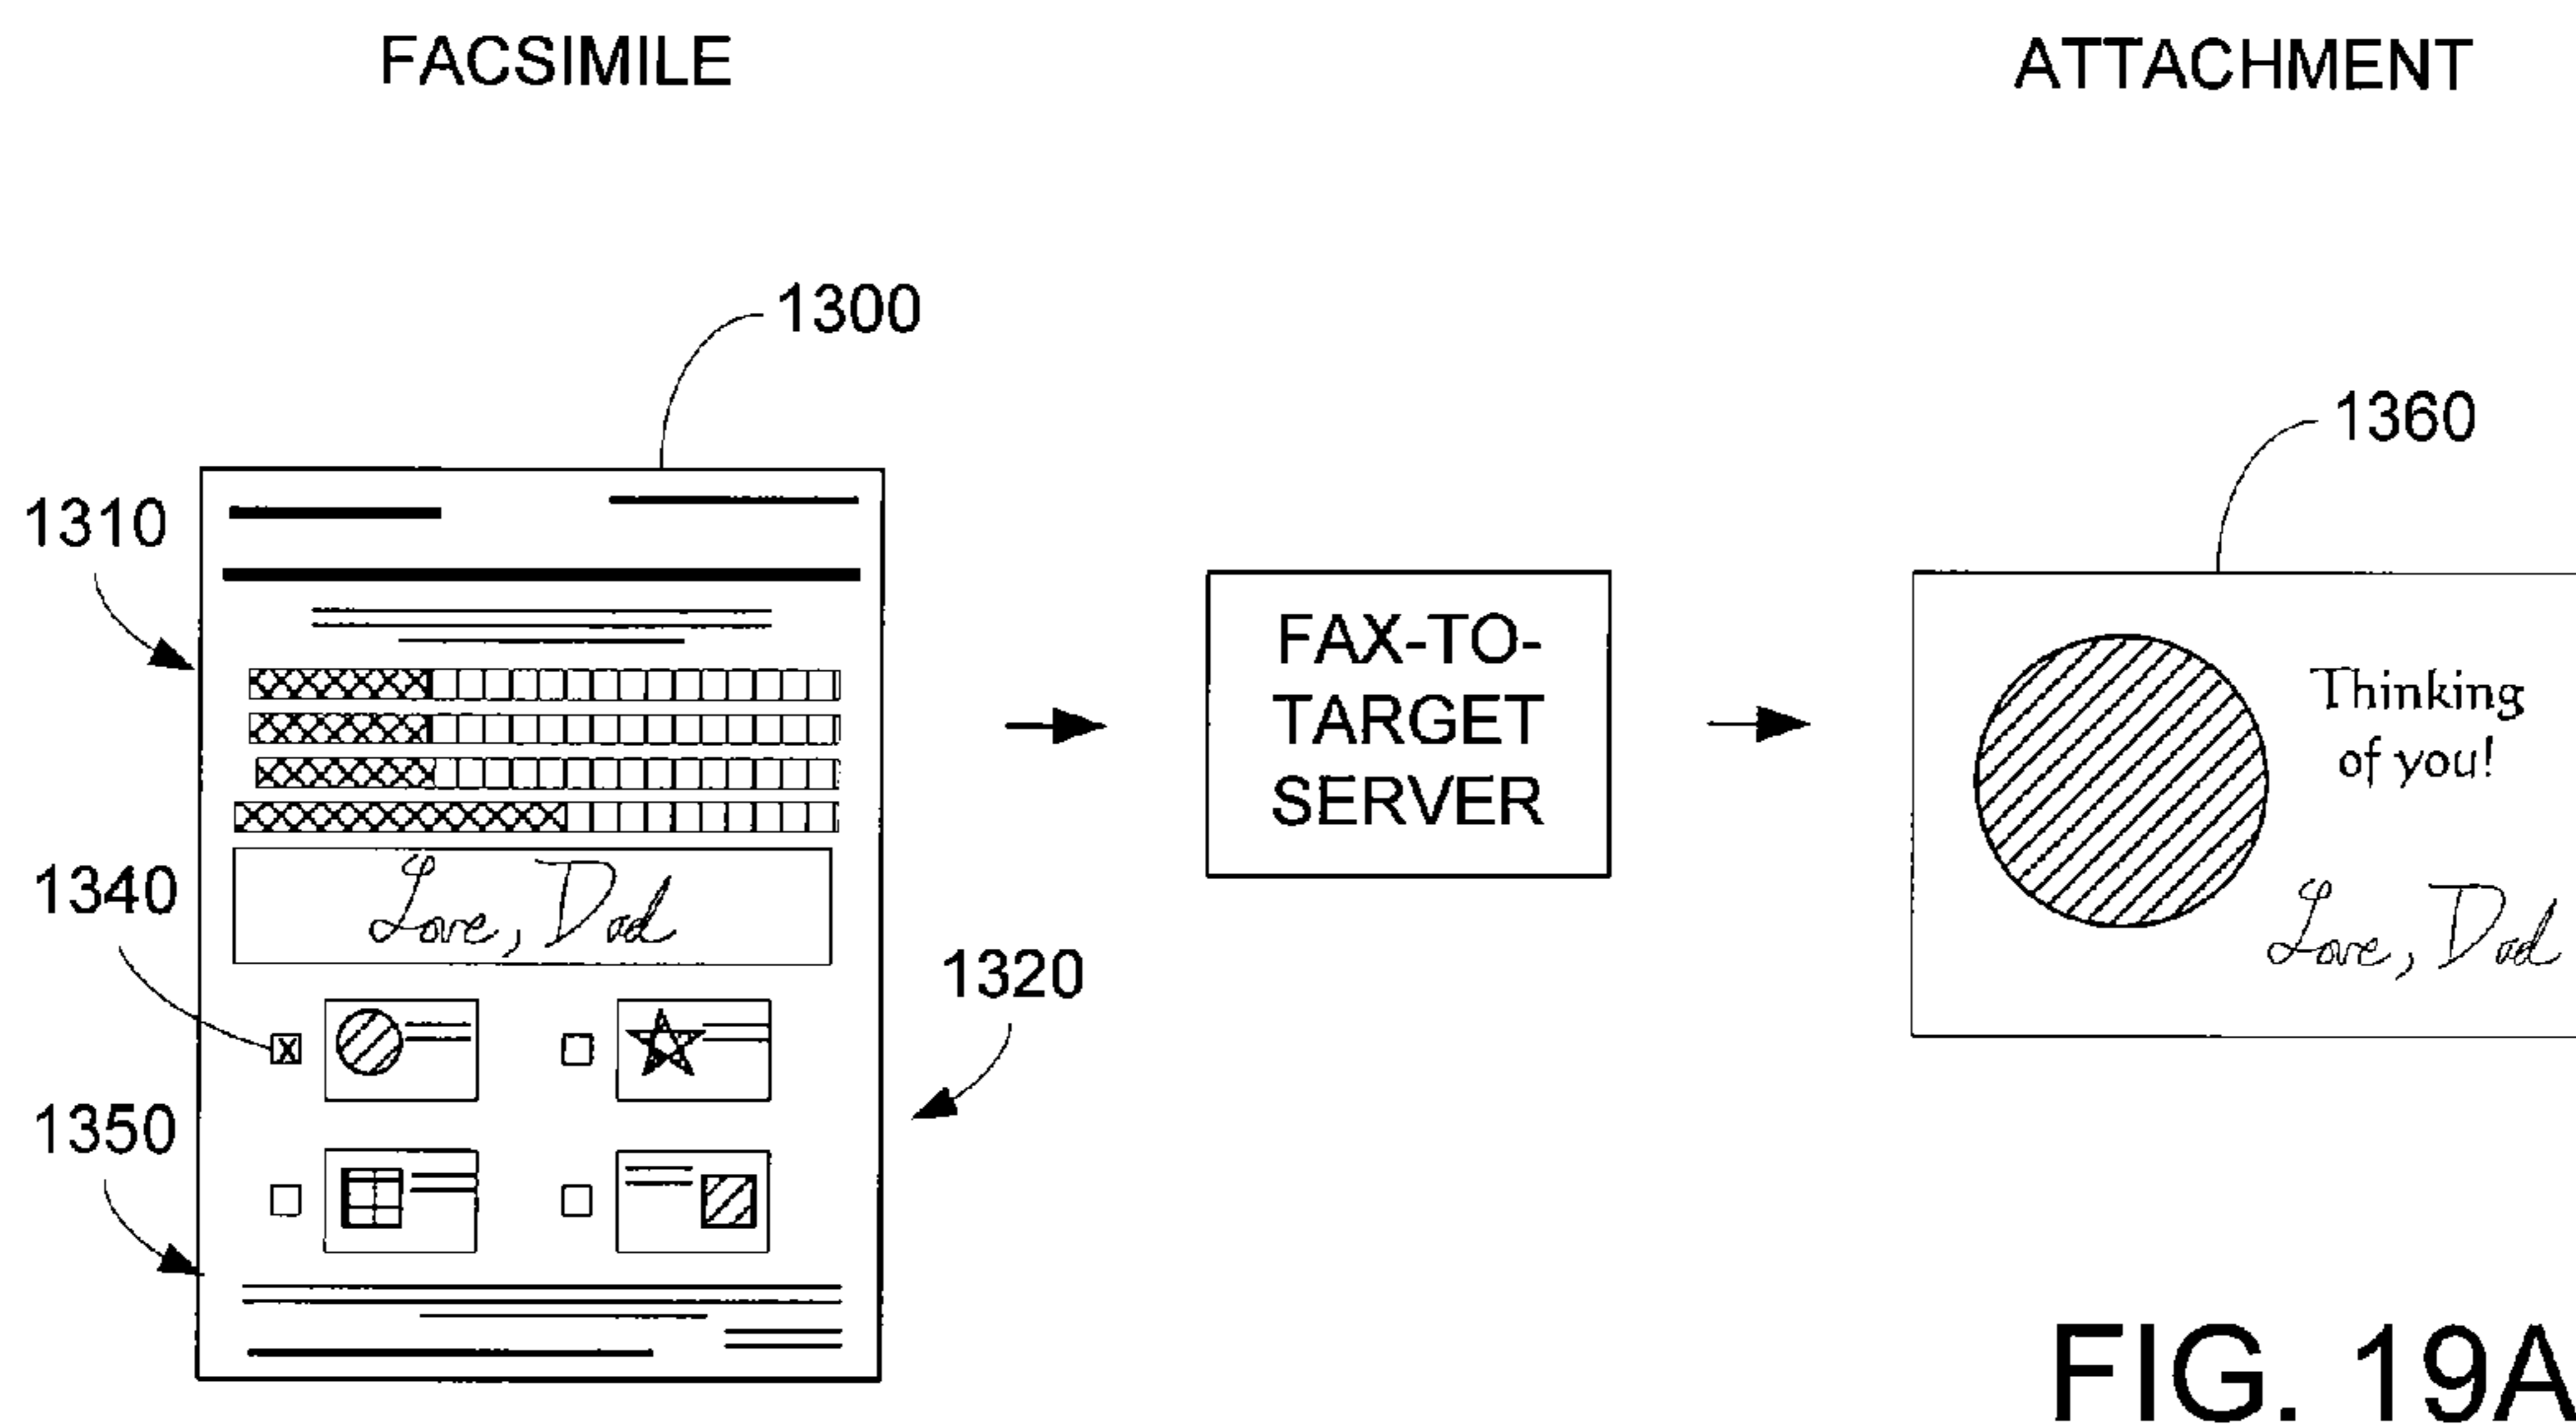 FACSIMILE
ATTACHMENT
1300
1360
1310
FAX-TO-
TARGET
SERVER
Thinking
of you!
1340
Love, Dad
Love, Dad
1320
X
1350
FIG. 19A